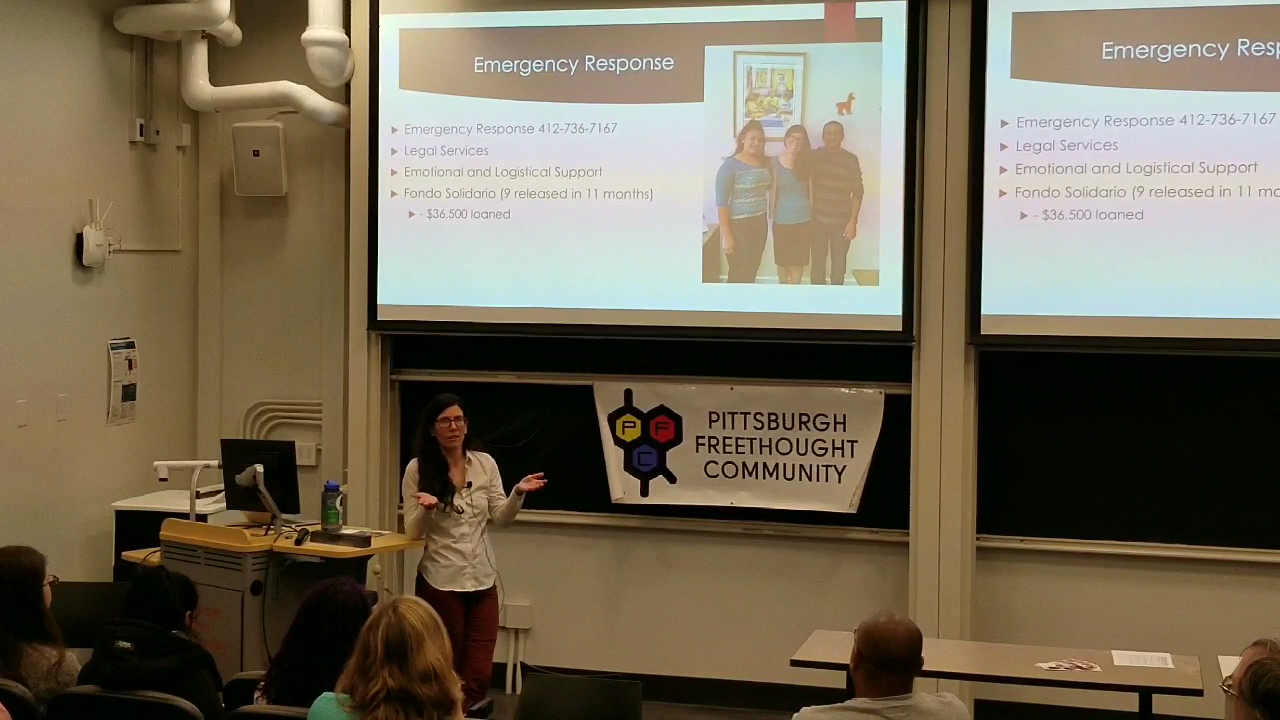 Emergency Response
Emergency Response 412-736-7167
Legal Services
Emotional and Logistical Support
Fondo Solidario (9 released in 11 months)
- $36,500 loaned
Emergency Resp
Emergency Response 412-736-7167
Legal Services
Emotional and Logistical Support
Fondo Solidario (9 released in 11 mo
- $36,500 loaned
P F
C
PITTSBURGH
FREETHOUGHT
COMMUNITY